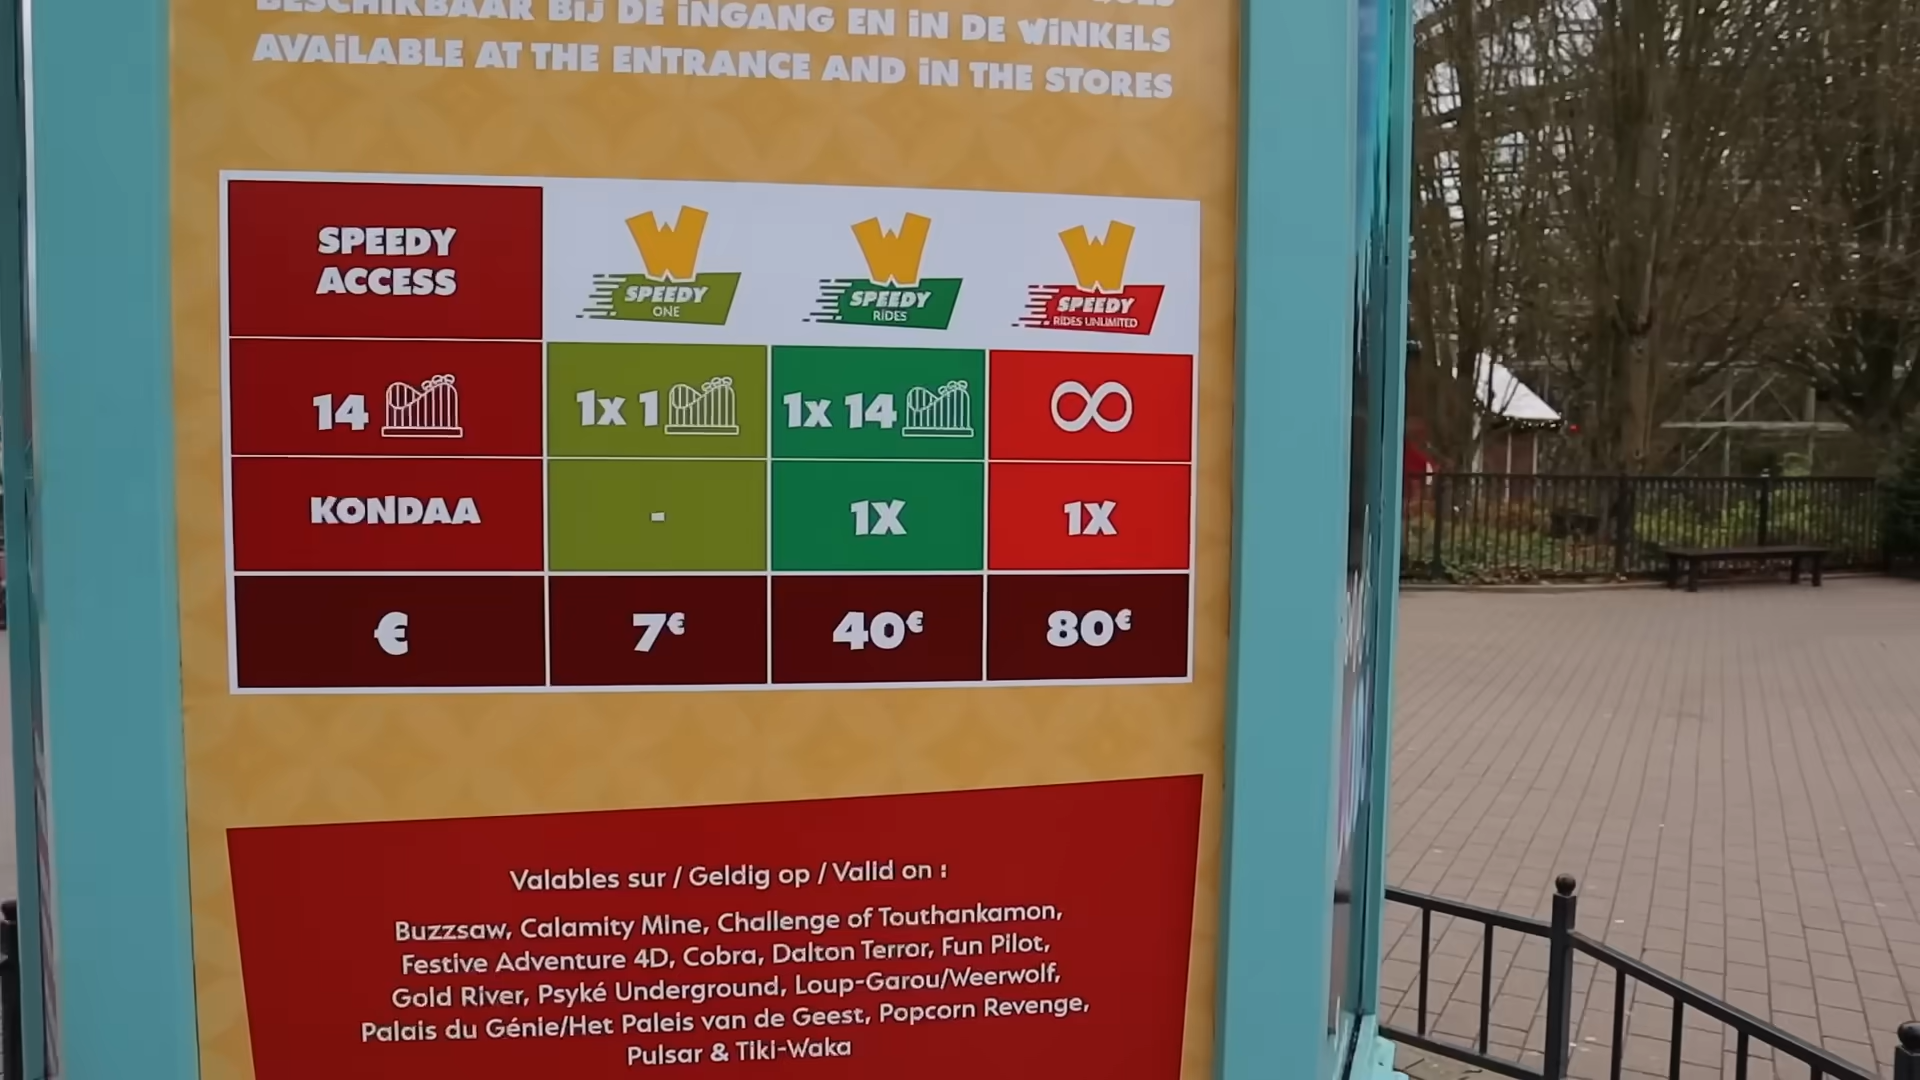 BESCHIKBAAR BIJ DE INGANG EN IN DE WINKELS
AVAILABLE AT THE ENTRANCE AND IN THE STORES
SPEEDY
ACCESS
W
SPEEDY
ONE
W
SPEEDY
RIDES
W
SPEEDY
RIDES UNLIMITED
14
1x 1
1x 14
∞
KONDAA
-
1X
1X
€
7€
40€
80€
Valables sur / Geldig op / Valid on :
Buzzsaw, Calamity Mine, Challenge of Touthankamon,
Festive Adventure 4D, Cobra, Dalton Terror, Fun Pilot,
Gold River, Psyké Underground, Loup-Garou/Weerwolf,
Palais du Génie/Het Paleis van de Geest, Popcorn Revenge,
Pulsar & Tiki-Waka